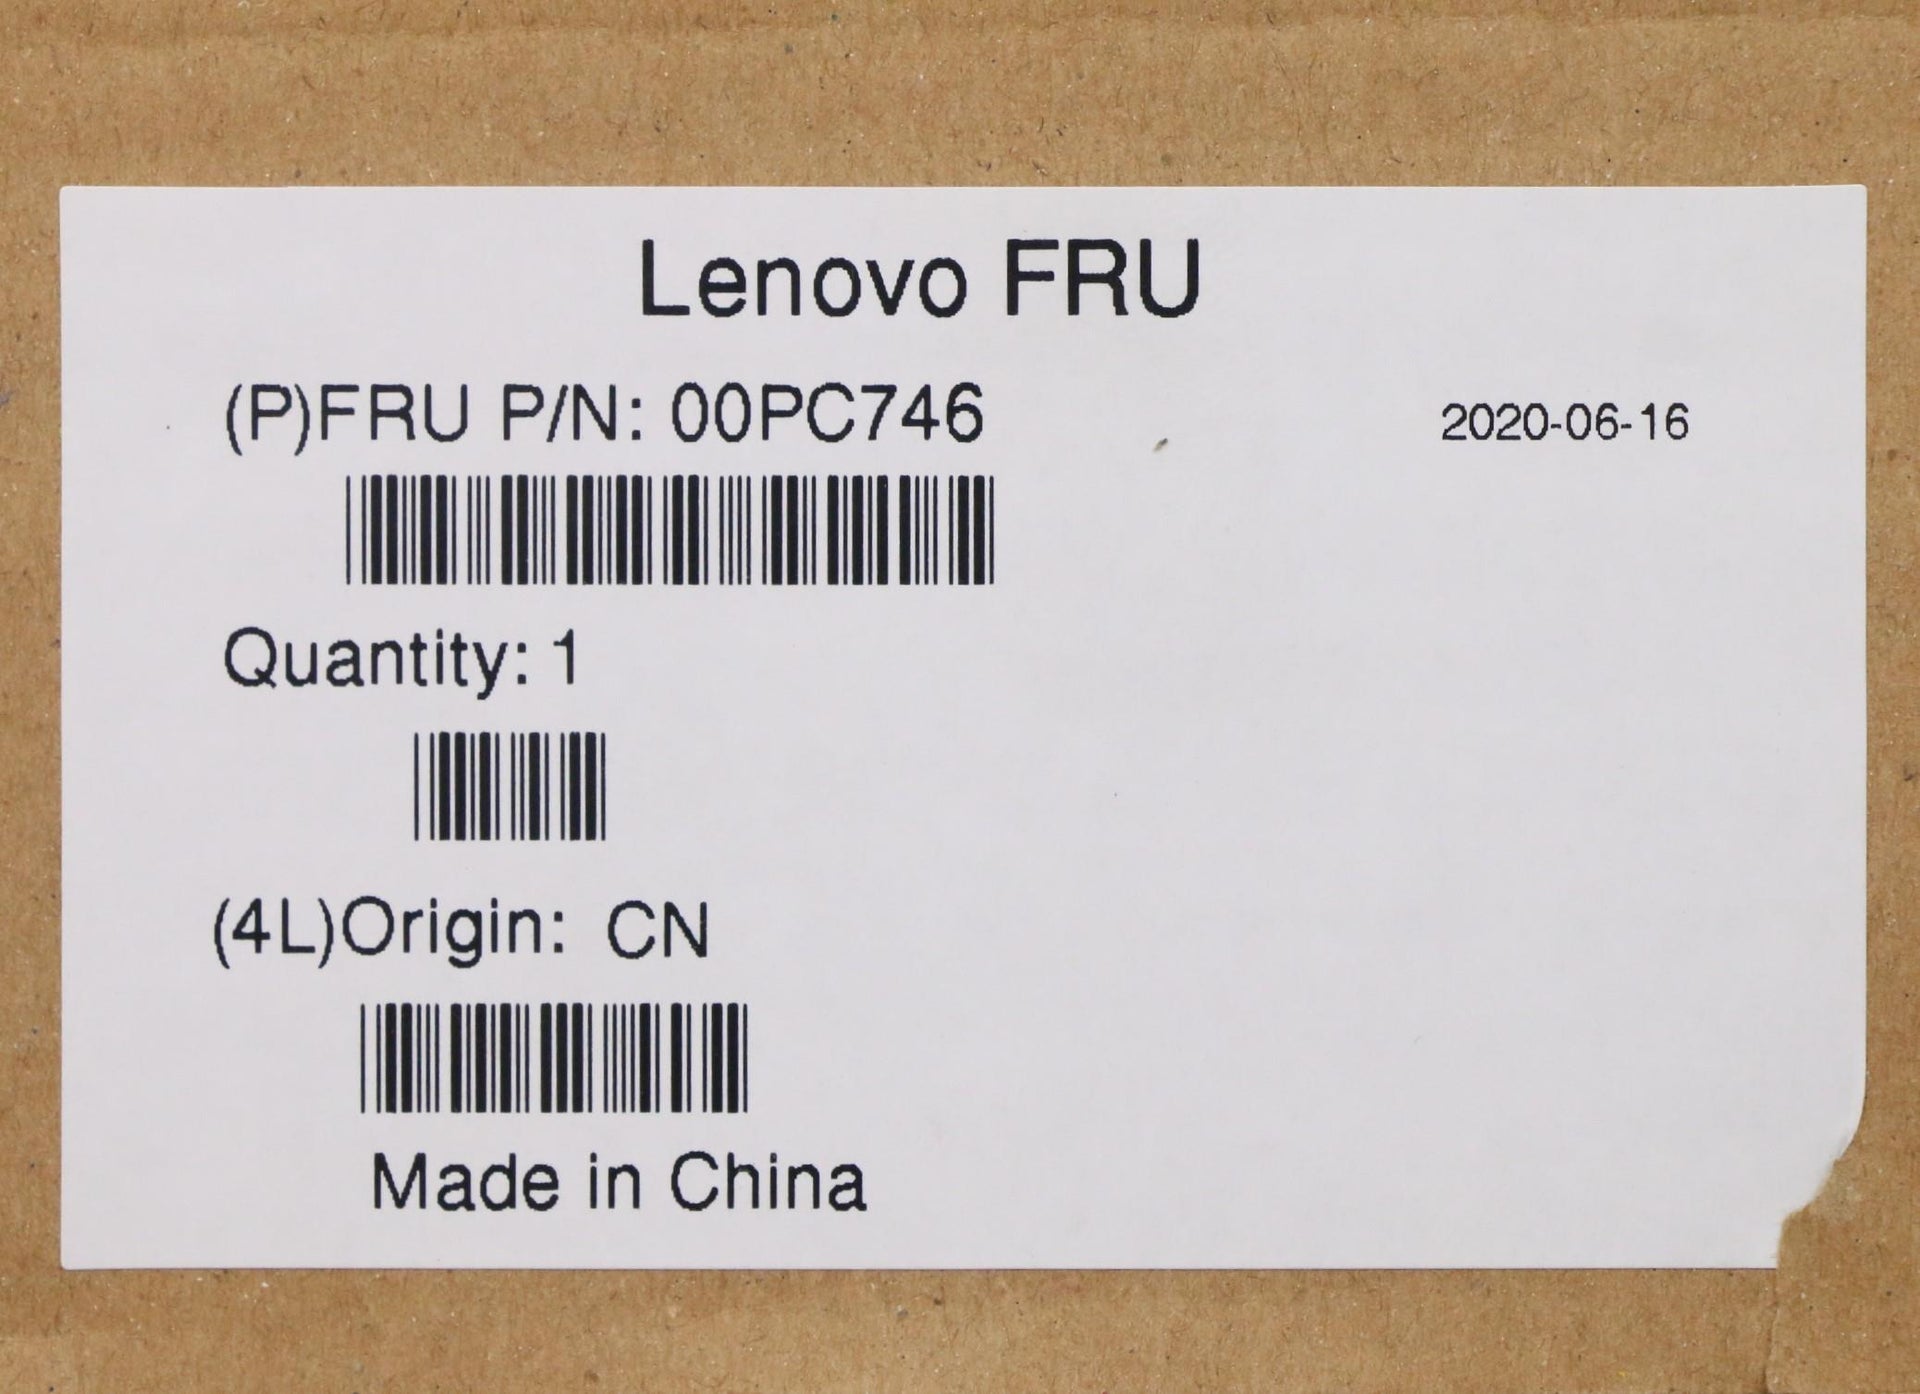 Lenovo FRU
(P)FRU P/N: 00PC746 2020-06-16
Quantity: 1
(4L)Origin: CN
Made in China